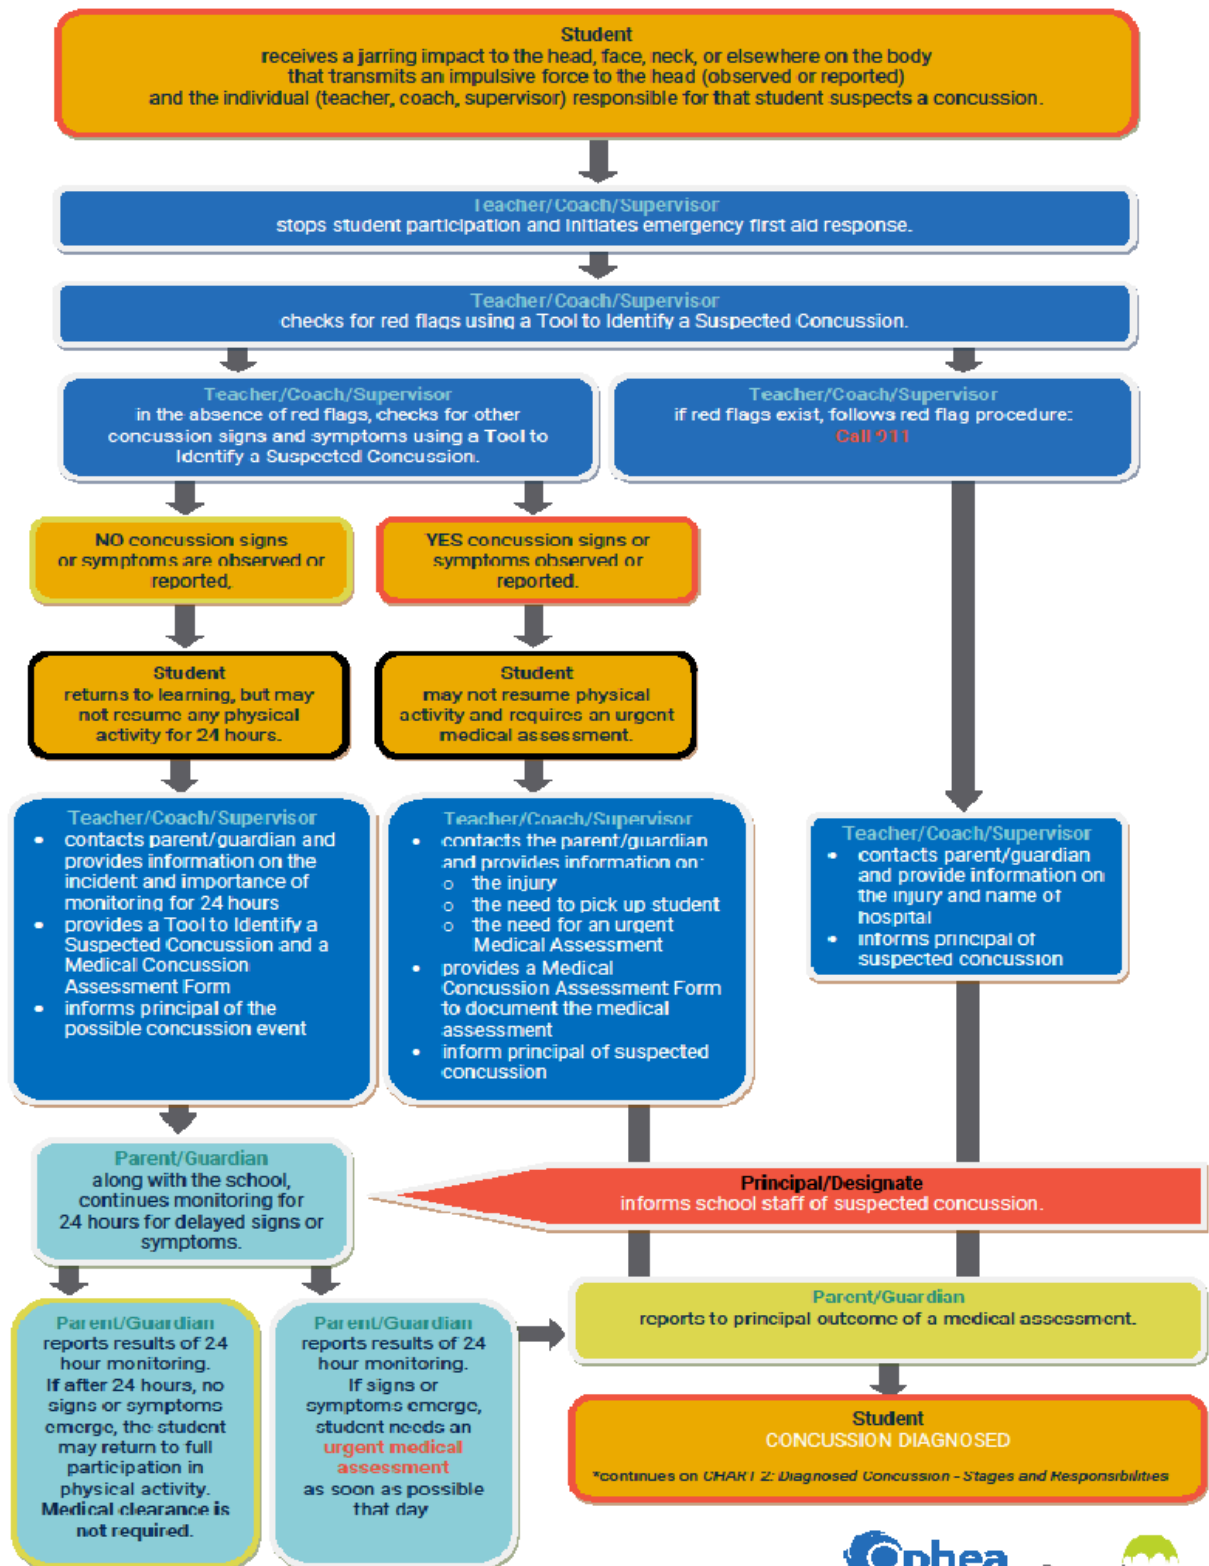 Student
receives a jarring impact to the head, face, neck, or elsewhere on the body
that transmits an impulsive force to the head (observed or reported)
and the individual (teacher, coach, supervisor) responsible for that student suspects a concussion.
Teacher/Coach/Supervisor
stops student participation and initiates emergency first aid response.
Teacher/Coach/Supervisor
checks for red flags using a Tool to Identify a Suspected Concussion.
Teacher/Coach/Supervisor
in the absence of red flags, checks for other
concussion signs and symptoms using a Tool to
Identify a Suspected Concussion.
Teacher/Coach/Supervisor
if red flags exist, follows red flag procedure:
Call 911
NO concussion signs
or symptoms are observed or
reported,
YES concussion signs or
symptoms observed or
reported.
Student
returns to learning, but may
not resume any physical
activity for 24 hours.
Student
may not resume physical
activity and requires an urgent
medical assessment.
Teacher/Coach/Supervisor
• contacts parent/guardian and
provides information on the
incident and importance of
monitoring for 24 hours
• provides a Tool to Identify a
Suspected Concussion and a
Medical Concussion
Assessment Form
• informs principal of the
possible concussion event
Teacher/Coach/Supervisor
• contacts the parent/guardian
and provides information on:
o the injury
o the need to pick up student
o the need for an urgent
Medical Assessment
• provides a Medical
Concussion Assessment Form
to document the medical
assessment
• inform principal of suspected
concussion
Teacher/Coach/Supervisor
• contacts parent/guardian
and provide information on
the injury and name of
hospital
• informs principal of
suspected concussion
Parent/Guardian
along with the school,
continues monitoring for
24 hours for delayed signs or
symptoms.
Principal/Designate
informs school staff of suspected concussion.
Parent/Guardian
reports results of 24
hour monitoring.
If after 24 hours, no
signs or symptoms
emerge, the student
may return to full
participation in
physical activity.
Medical clearance is
not required.
Parent/Guardian
reports results of 24
hour monitoring.
If signs or
symptoms emerge,
student needs an
urgent medical
assessment
as soon as possible
that day
Parent/Guardian
reports to principal outcome of a medical assessment.
Student
CONCUSSION DIAGNOSED
*continues on CHART 2: Diagnosed Concussion - Stages and Responsibilities
Ophea